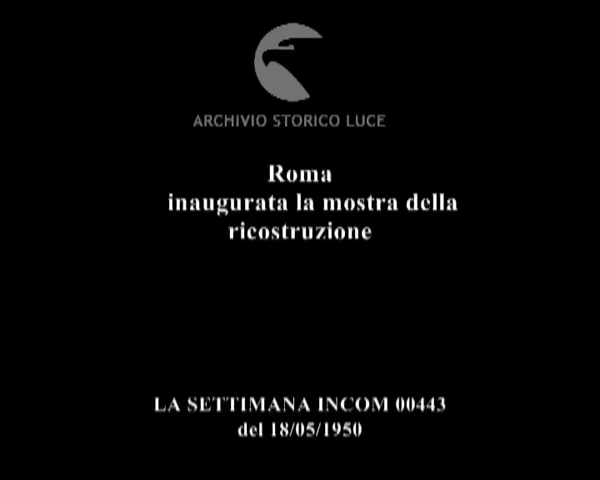 ARCHIVIO STORICO LUCE
Roma
inaugurata la mostra della
ricostruzione
LA SETTIMANA INCOM 00443
del 18/05/1950